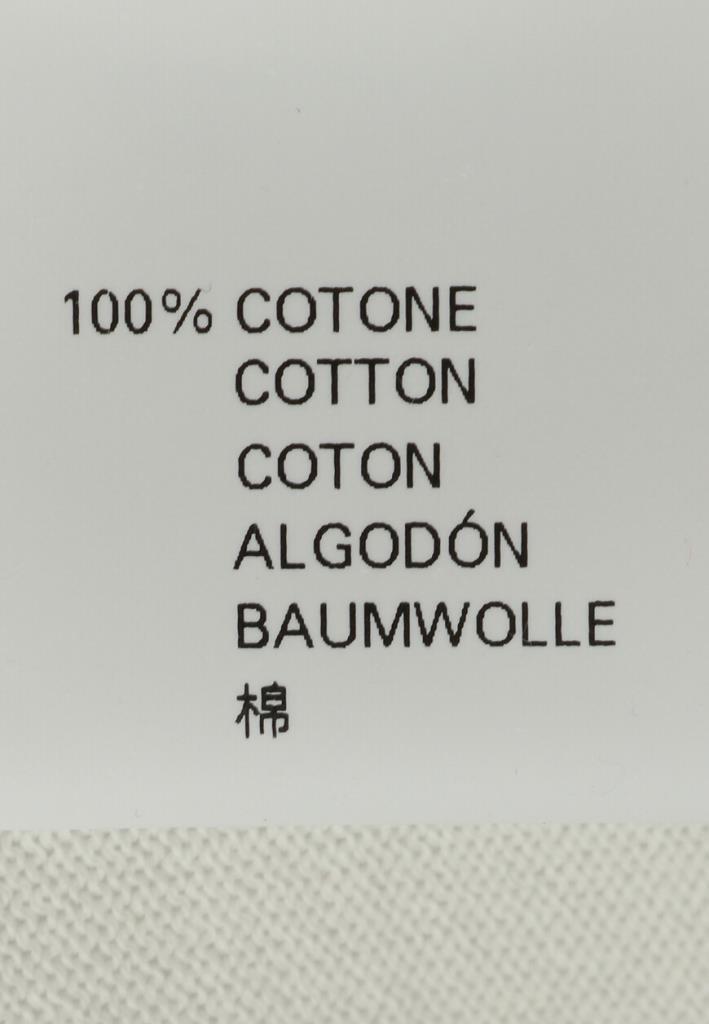 100% COTONE
COTTON
COTON
ALGODÓN
BAUMWOLLE
棉